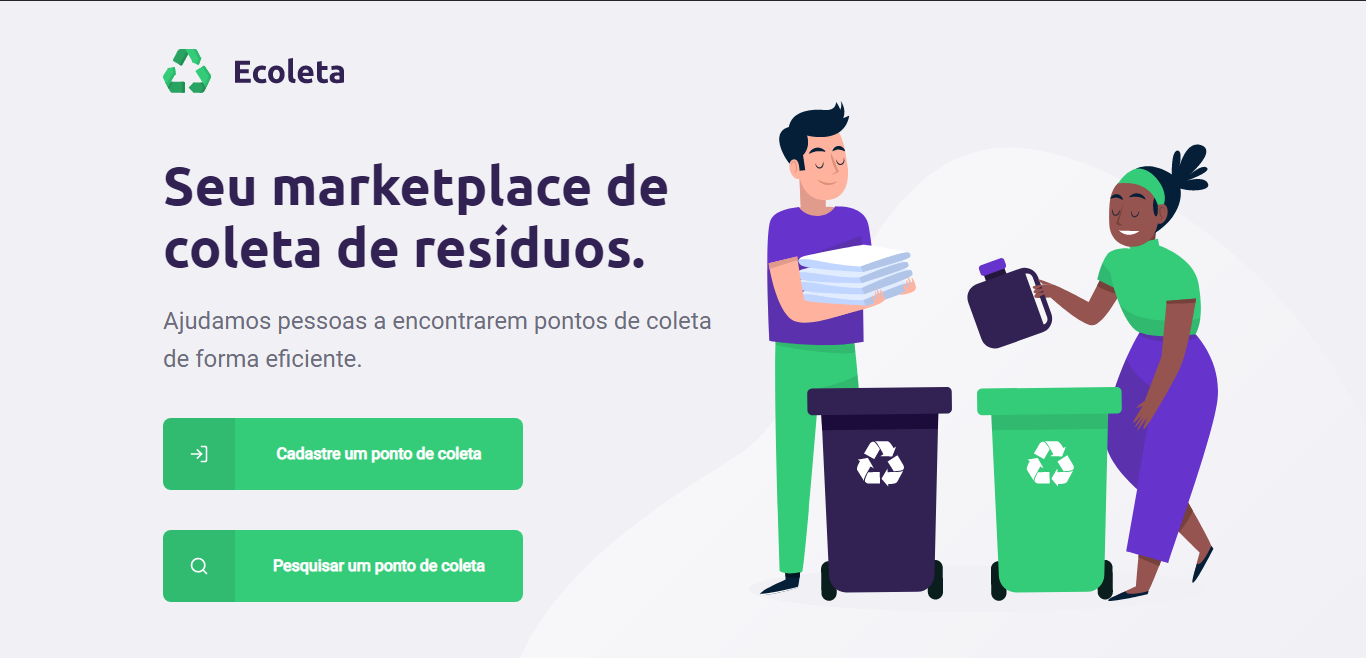 Ecoleta
Seu marketplace de
coleta de resíduos.
Ajudamos pessoas a encontrarem pontos de coleta
de forma eficiente.
Cadastre um ponto de coleta
Pesquisar um ponto de coleta